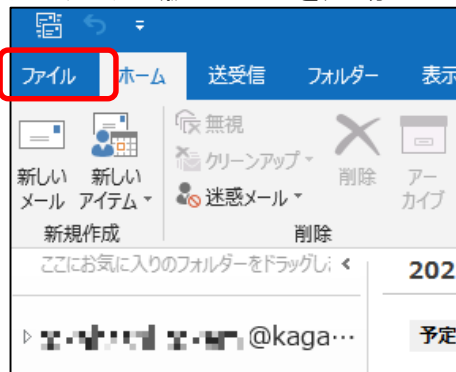 ファイル ホーム 送受信 フォルダー 表示
無視
クリーンアップ
迷惑メール
新しい
メール
新しい
アイテム
削除
アー
カイブ
新規作成 削除
ここにお気に入りのフォルダーをドラッグし
202
@kaga…
予定